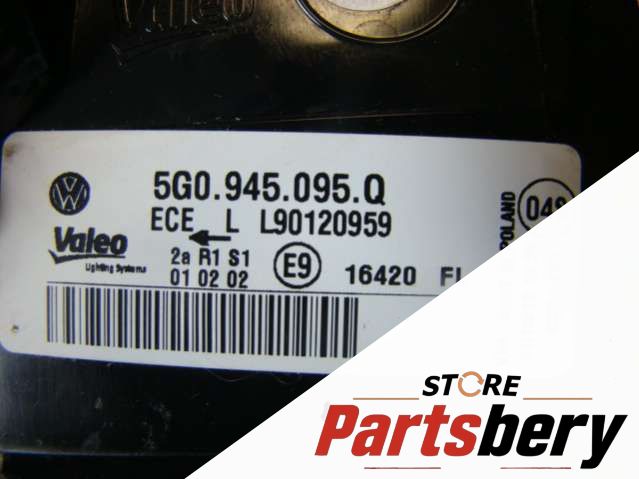 Valeo
5G0.945.095.Q
ECE L L90120959
Valeo
Lighting Systems
2a R1 S1
01 02 02
E9
16420
POLAND
STORE
Partsbery